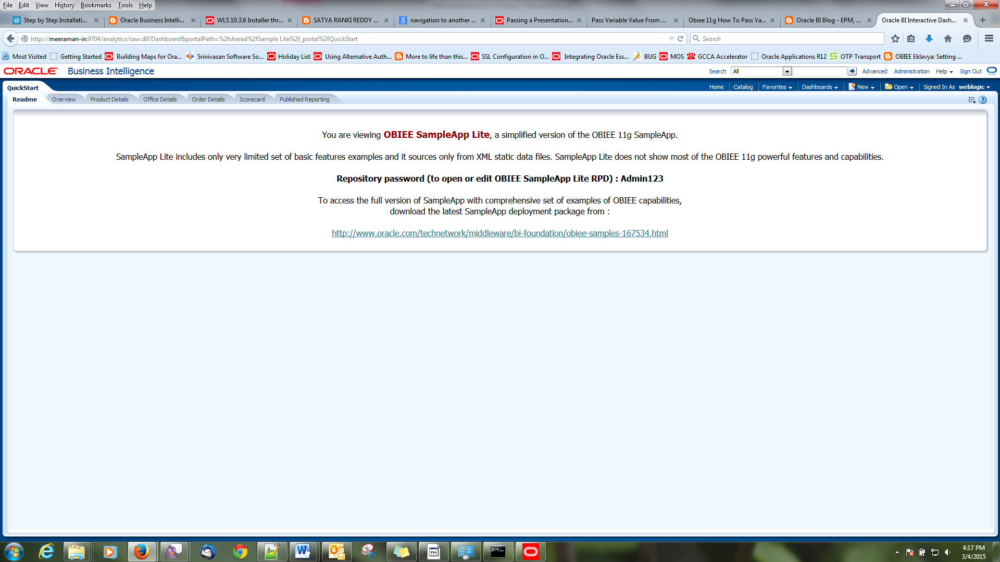 File Edit View History Bookmarks Tools Help
Step by Step Installati... Oracle Business Intelli... WLS 10.3.6 Installer thr... SATYA RANKI REDDY ... navigation to another ... Passing a Presentation... Pass Variable Value From ... Obiee 11g How To Pass Va... Oracle BI Blog - EPM, ... Oracle BI Interactive Dash...
http://meeraman-in:9704/analytics/saw.dll?Dashboard&portalPath=%2fshared%2fSample Lite%2f_portal%2fQuickStart Search
Most Visited Getting Started Building Maps for Ora... Srinivasan Software So... Holiday List Using Alternative Auth... More to life than this... SSL Configuration in O... Integrating Oracle Ess... BUG MOS GCCA Accelerator Oracle Applications R12 OTP Transport OBIEE Eklavya: Setting ...
ORACLE Business Intelligence Search All Advanced Administration Help Sign Out
QuickStart Home Catalog Favorites Dashboards New Open Signed In As weblogic
Readme Overview Product Details Office Details Order Details Scorecard Published Reporting
You are viewing OBIEE SampleApp Lite, a simplified version of the OBIEE 11g SampleApp.
SampleApp Lite includes only very limited set of basic features examples and it sources only from XML static data files. SampleApp Lite does not show most of the OBIEE 11g powerful features and capabilities.
Repository password (to open or edit OBIEE SampleApp Lite RPD) : Admin123
To access the full version of SampleApp with comprehensive set of examples of OBIEE capabilities,
download the latest SampleApp deployment package from :
http://www.oracle.com/technetwork/middleware/bi-foundation/obiee-samples-167534.html
4:17 PM
3/4/2015